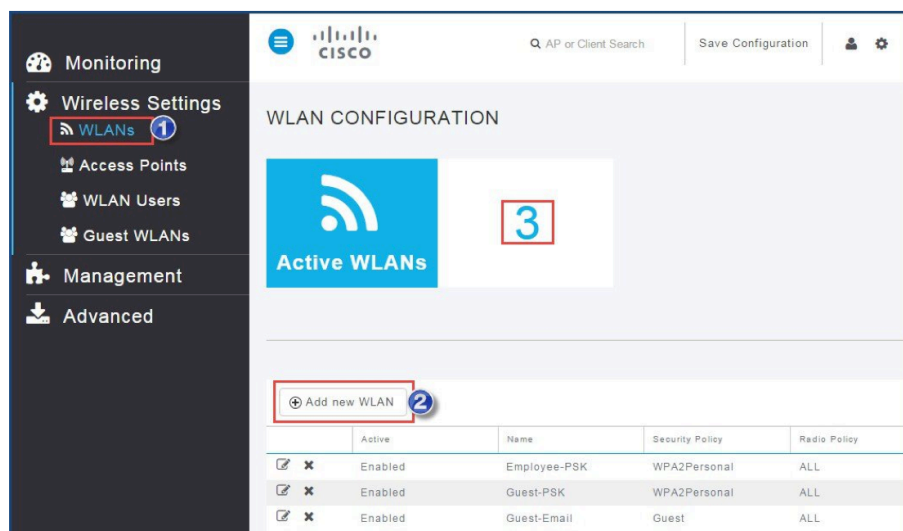 CISCO
AP or Client Search
Save Configuration
Monitoring
Wireless Settings
WLANs 1
Access Points
WLAN Users
Guest WLANs
Management
Advanced
WLAN CONFIGURATION
Active WLANs
3
Add new WLAN 2
Active Name Security Policy Radio Policy
Enabled Employee-PSK WPA2Personal ALL
Enabled Guest-PSK WPA2Personal ALL
Enabled Guest-Email Guest ALL